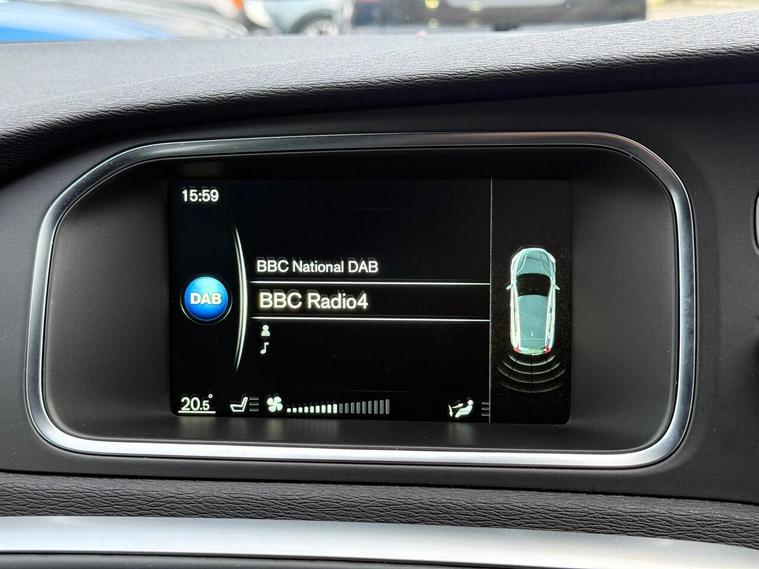 15:59
BBC National DAB
DAB
BBC Radio4
20.5°